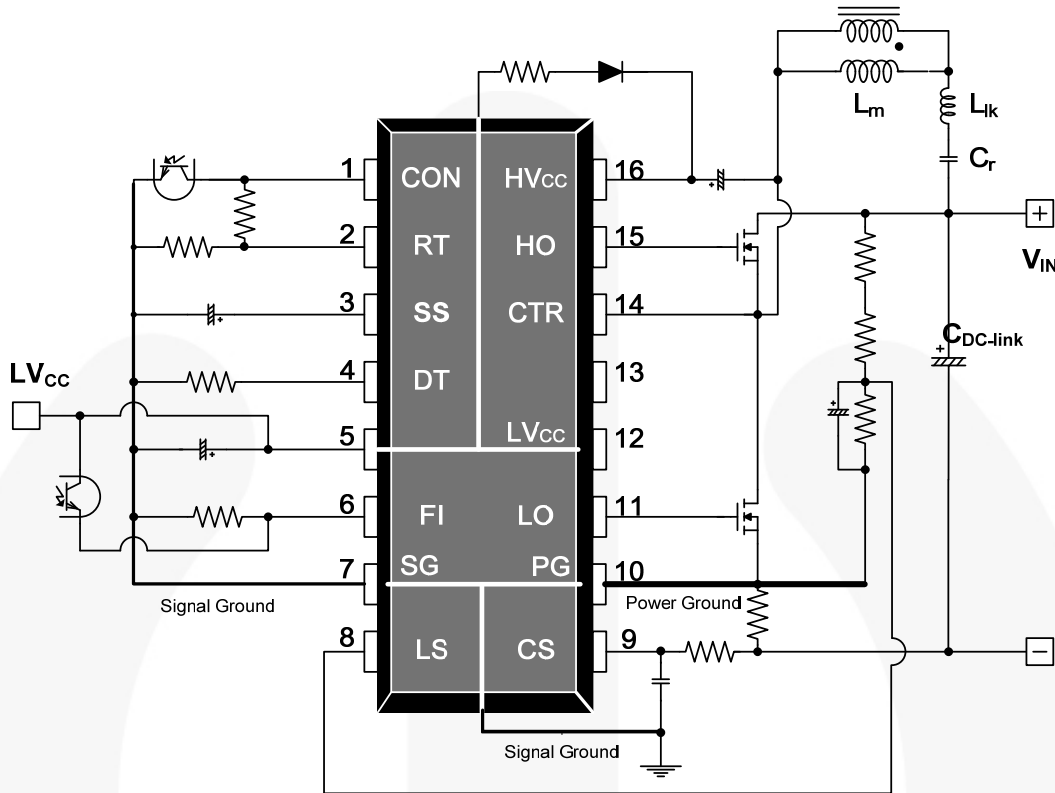 Lm
Llk
Cr
1 CON HVCC 16
2 RT HO 15
VIN
+
3 SS CTR 14
CDC-link
LVCC
4 DT 13
5 LVCC 12
6 FI LO 11
7 SG PG 10
Signal Ground
Power Ground
8 LS CS 9
−
Signal Ground